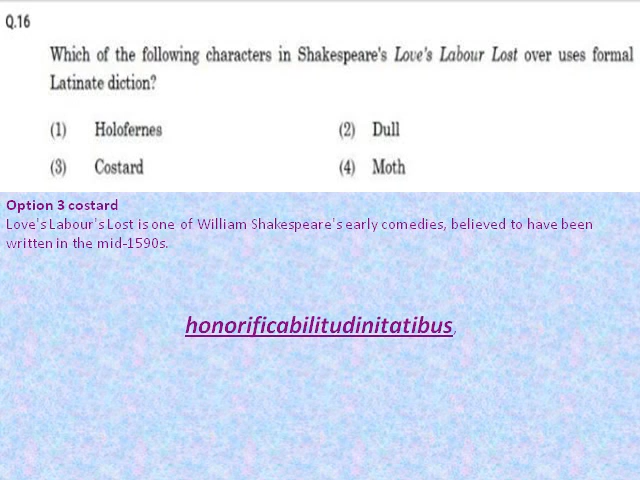 Q.16
Which of the following characters in Shakespeare's Love's Labour Lost over uses formal
Latinate diction?
(1) Holofernes (2) Dull
(3) Costard (4) Moth
Option 3 costard
Love's Labour's Lost is one of William Shakespeare's early comedies, believed to have been
written in the mid-1590s.
honorificabilitudinitatibus,